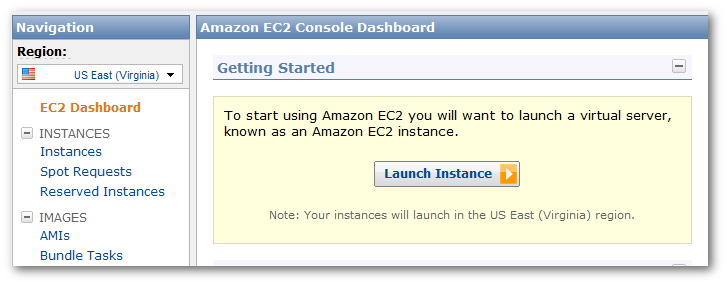 Navigation
Region:
US East (Virginia)
EC2 Dashboard
INSTANCES
Instances
Spot Requests
Reserved Instances
IMAGES
AMIs
Bundle Tasks
Amazon EC2 Console Dashboard
Getting Started
To start using Amazon EC2 you will want to launch a virtual server,
known as an Amazon EC2 instance.
Launch Instance
Note: Your instances will launch in the US East (Virginia) region.